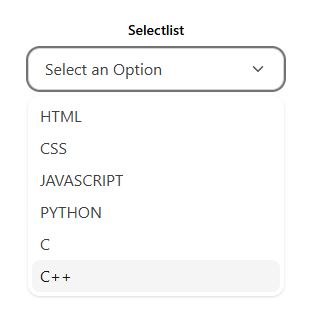 Selectlist
Select an Option
HTML
CSS
JAVASCRIPT
PYTHON
C
C++